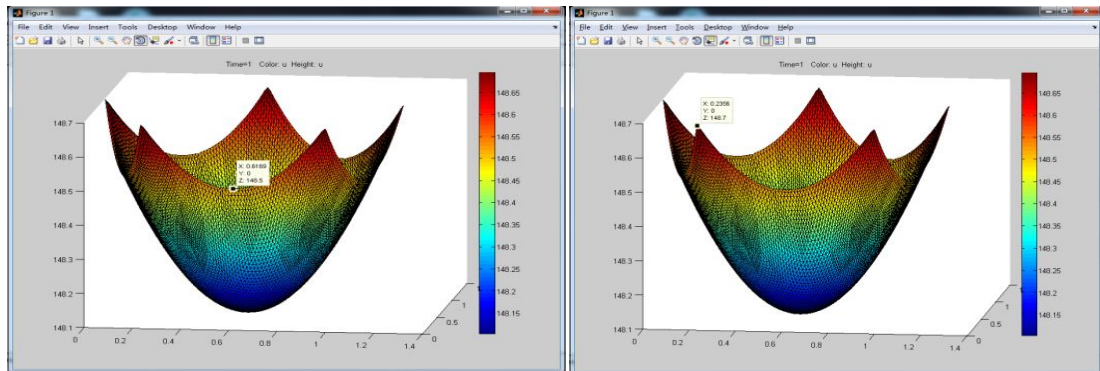 Figure 1
File Edit View Insert Tools Desktop Window Help
Time=1 Color: u Height: u
148.7
148.6
148.5
148.4
148.3
148.2
148.1
X: 0.6169
Y: 0
Z: 148.5
0 0.2 0.4 0.6 0.8 1 1.2 1.4
0 0.5 1
148.65
148.6
148.55
148.5
148.45
148.4
148.35
148.3
148.25
148.2
148.15
Figure 1
File Edit View Insert Tools Desktop Window Help
Time=1 Color: u Height: u
148.7
148.6
148.5
148.4
148.3
148.2
148.1
X: 0.2356
Y: 0
Z: 148.7
0 0.2 0.4 0.6 0.8 1 1.2 1.4
0 0.5 1
148.65
148.6
148.55
148.5
148.45
148.4
148.35
148.3
148.25
148.2
148.15